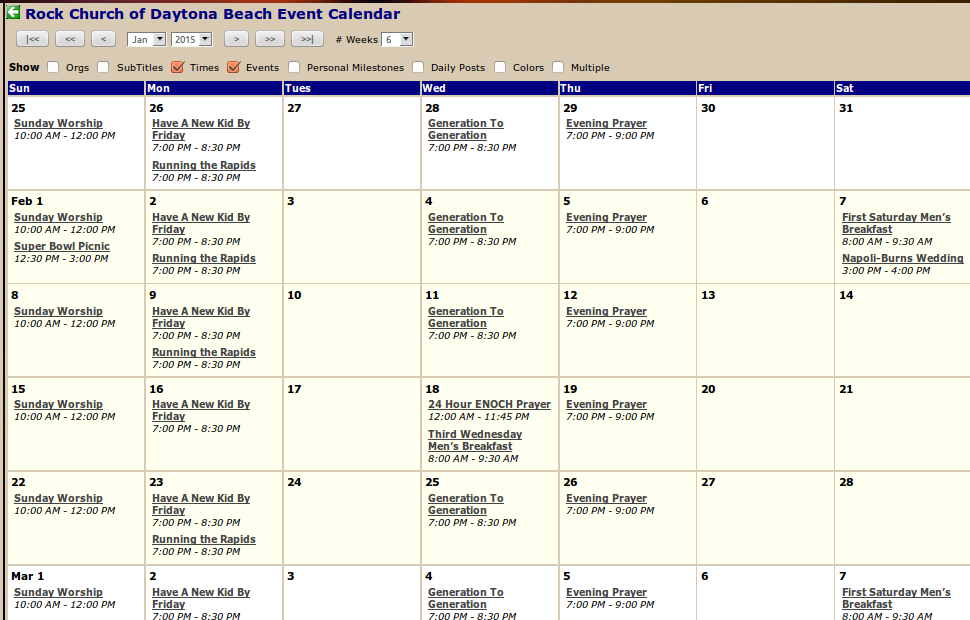 Rock Church of Daytona Beach Event Calendar
|<< << < Jan 2015 > >> >>| # Weeks 6
Show Orgs SubTitles Times Events Personal Milestones Daily Posts Colors Multiple
Sun Mon Tues Wed Thu Fri Sat
25
Sunday Worship
10:00 AM - 12:00 PM
26
Have A New Kid By
Friday
7:00 PM - 8:30 PM
Running the Rapids
7:00 PM - 8:30 PM
27
28
Generation To
Generation
7:00 PM - 8:30 PM
29
Evening Prayer
7:00 PM - 9:00 PM
30
31
Feb 1
Sunday Worship
10:00 AM - 12:00 PM
Super Bowl Picnic
12:30 PM - 3:00 PM
2
Have A New Kid By
Friday
7:00 PM - 8:30 PM
Running the Rapids
7:00 PM - 8:30 PM
3
4
Generation To
Generation
7:00 PM - 8:30 PM
5
Evening Prayer
7:00 PM - 9:00 PM
6
7
First Saturday Men's
Breakfast
8:00 AM - 9:30 AM
Napoli-Burns Wedding
3:00 PM - 4:00 PM
8
Sunday Worship
10:00 AM - 12:00 PM
9
Have A New Kid By
Friday
7:00 PM - 8:30 PM
Running the Rapids
7:00 PM - 8:30 PM
10
11
Generation To
Generation
7:00 PM - 8:30 PM
12
Evening Prayer
7:00 PM - 9:00 PM
13
14
15
Sunday Worship
10:00 AM - 12:00 PM
16
Have A New Kid By
Friday
7:00 PM - 8:30 PM
17
18
24 Hour ENOCH Prayer
12:00 AM - 11:45 PM
Third Wednesday
Men's Breakfast
8:00 AM - 9:30 AM
19
Evening Prayer
7:00 PM - 9:00 PM
20
21
22
Sunday Worship
10:00 AM - 12:00 PM
23
Have A New Kid By
Friday
7:00 PM - 8:30 PM
Running the Rapids
7:00 PM - 8:30 PM
24
25
Generation To
Generation
7:00 PM - 8:30 PM
26
Evening Prayer
7:00 PM - 9:00 PM
27
28
Mar 1
Sunday Worship
10:00 AM - 12:00 PM
2
Have A New Kid By
Friday
7:00 PM - 8:30 PM
3
4
Generation To
Generation
7:00 PM - 8:30 PM
5
Evening Prayer
7:00 PM - 9:00 PM
6
7
First Saturday Men's
Breakfast
8:00 AM - 9:30 AM